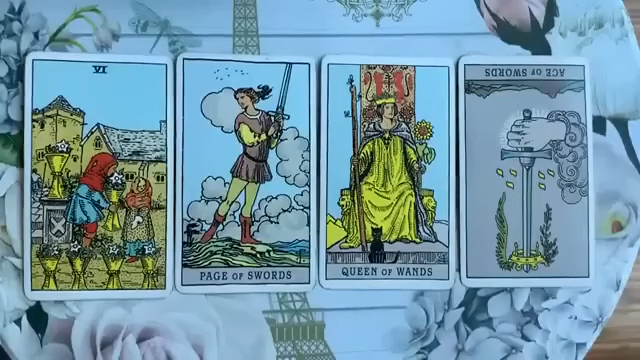 VI
PAGE OF SWORDS
QUEEN OF WANDS
ACE OF SWORDS